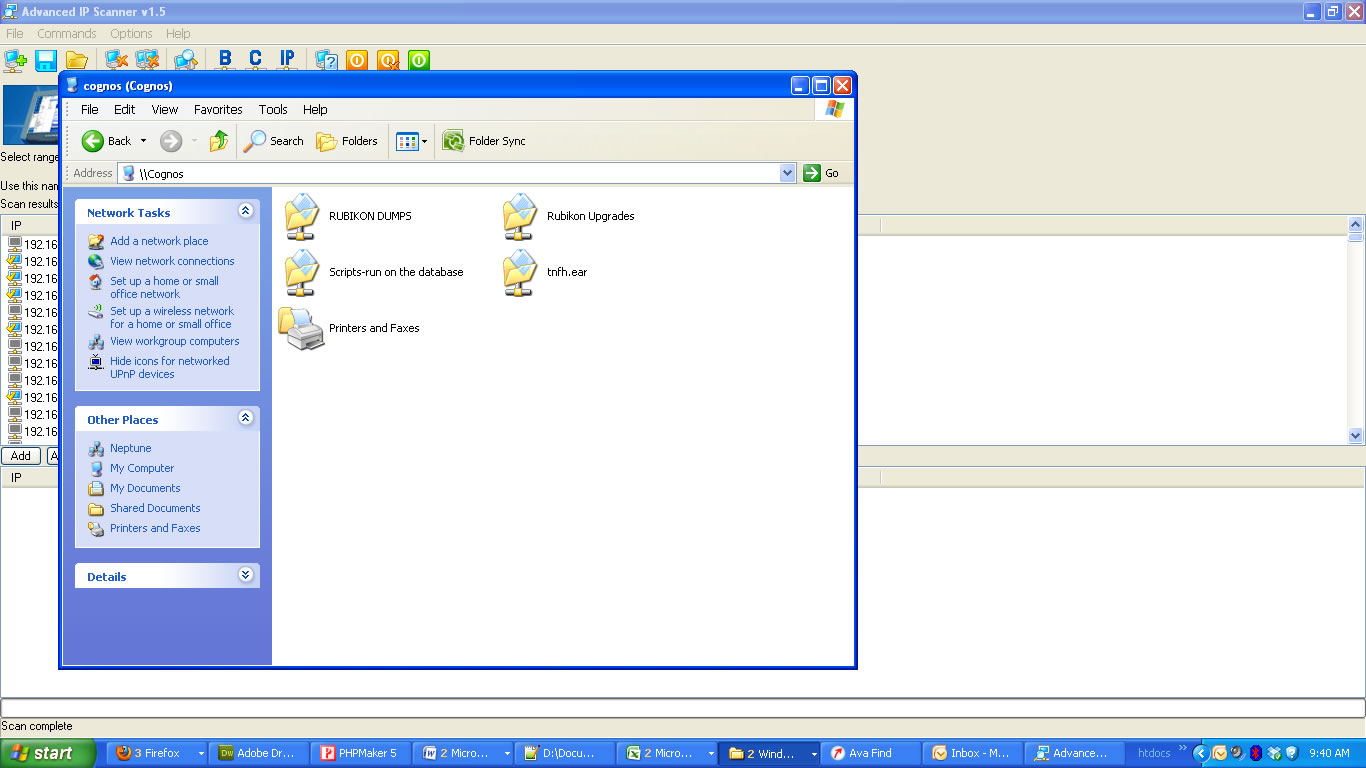 Advanced IP Scanner v1.5
File Commands Options Help
B C IP
cognos (Cognos)
File Edit View Favorites Tools Help
Back Search Folders Folder Sync
Address \\Cognos Go
Select range
Use this nam
Scan results
IP
192.16
192.16
192.16
192.16
192.16
192.16
192.16
192.16
192.16
192.16
192.16
192.16
Add A
IP
Network Tasks
Add a network place
View network connections
Set up a home or small
office network
Set up a wireless network
for a home or small office
View workgroup computers
Hide icons for networked
UPnP devices
Other Places
Neptune
My Computer
My Documents
Shared Documents
Printers and Faxes
Details
RUBIKON DUMPS Rubikon Upgrades
Scripts-run on the database tnfh.ear
Printers and Faxes
Scan complete
start 3 Firefox Adobe Dr... PHPMaker 5 2 Micro... D:\Docu... 2 Micro... 2 Wind... Ava Find Inbox - M... Advance... htdocs 9:40 AM